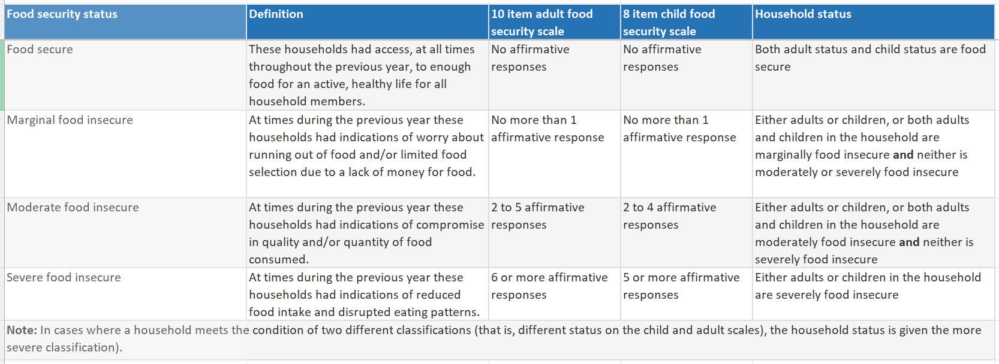 Food security status
Definition
10 item adult food
security scale
8 item child food
security scale
Household status
Food secure
These households had access, at all times
throughout the previous year, to enough
food for an active, healthy life for all
household members.
No affirmative
responses
No affirmative
responses
Both adult status and child status are food
secure
Marginal food insecure
At times during the previous year these
households had indications of worry about
running out of food and/or limited food
selection due to a lack of money for food.
No more than 1
affirmative response
No more than 1
affirmative response
Either adults or children, or both adults
and children in the household are
marginally food insecure and neither is
moderately or severely food insecure
Moderate food insecure
At times during the previous year these
households had indications of compromise
in quality and/or quantity of food
consumed.
2 to 5 affirmative
responses
2 to 4 affirmative
responses
Either adults or children, or both adults
and children in the household are
moderately food insecure and neither is
severely food insecure
Severe food insecure
At times during the previous year these
households had indications of reduced
food intake and disrupted eating patterns.
6 or more affirmative
responses
5 or more affirmative
responses
Either adults or children in the household
are severely food insecure
Note: In cases where a household meets the condition of two different classifications (that is, different status on the child and adult scales), the household status is given the more
severe classification).